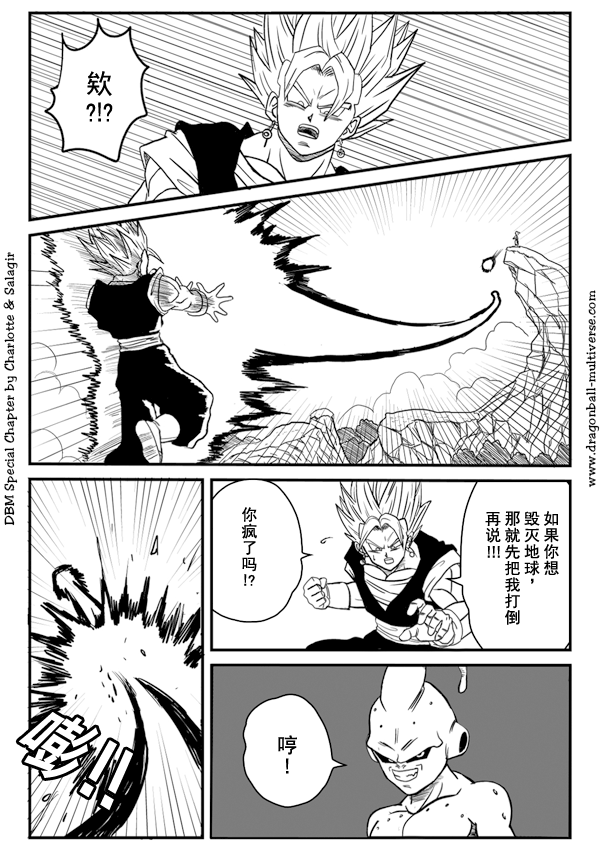 欸
?!?
如果你想
毁灭地球，
那就先把我打倒
再说!!!
你疯了吗!?
嘭!!
哼！
DBM Special Chapter by Charlotte & Salagir
www.dragonball-multiverse.com